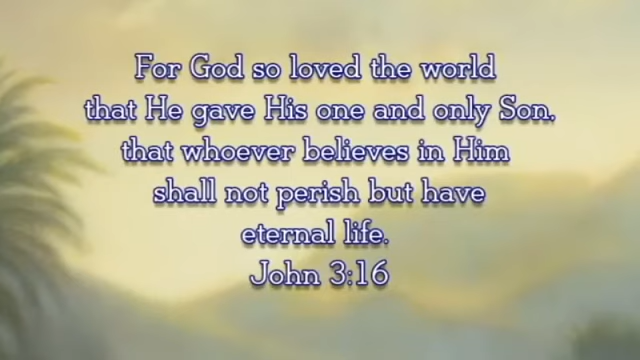 For God so loved the world
that He gave His one and only Son,
that whoever believes in Him
shall not perish but have
eternal life.
John 3:16